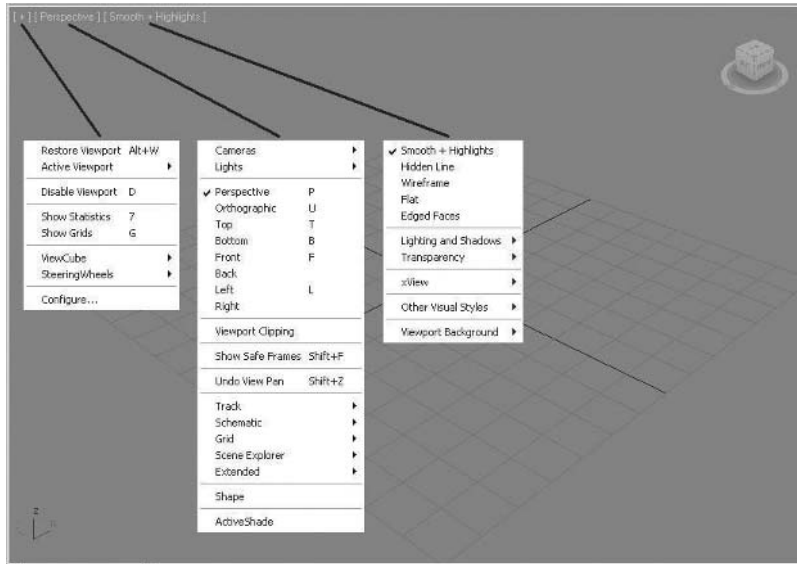 [ + ] [ Perspective ] [ Smooth + Highlights ]
Restore Viewport Alt+W
Active Viewport
Disable Viewport D
Show Statistics 7
Show Grids G
ViewCube
SteeringWheels
Configure...
Cameras
Lights
Perspective P
Orthographic U
Top T
Bottom B
Front F
Back
Left L
Right
Viewport Clipping
Show Safe Frames Shift+F
Undo View Pan Shift+Z
Track
Schematic
Grid
Scene Explorer
Extended
Shape
ActiveShade
Smooth + Highlights
Hidden Line
Wireframe
Flat
Edged Faces
Lighting and Shadows
Transparency
xView
Other Visual Styles
Viewport Background
z